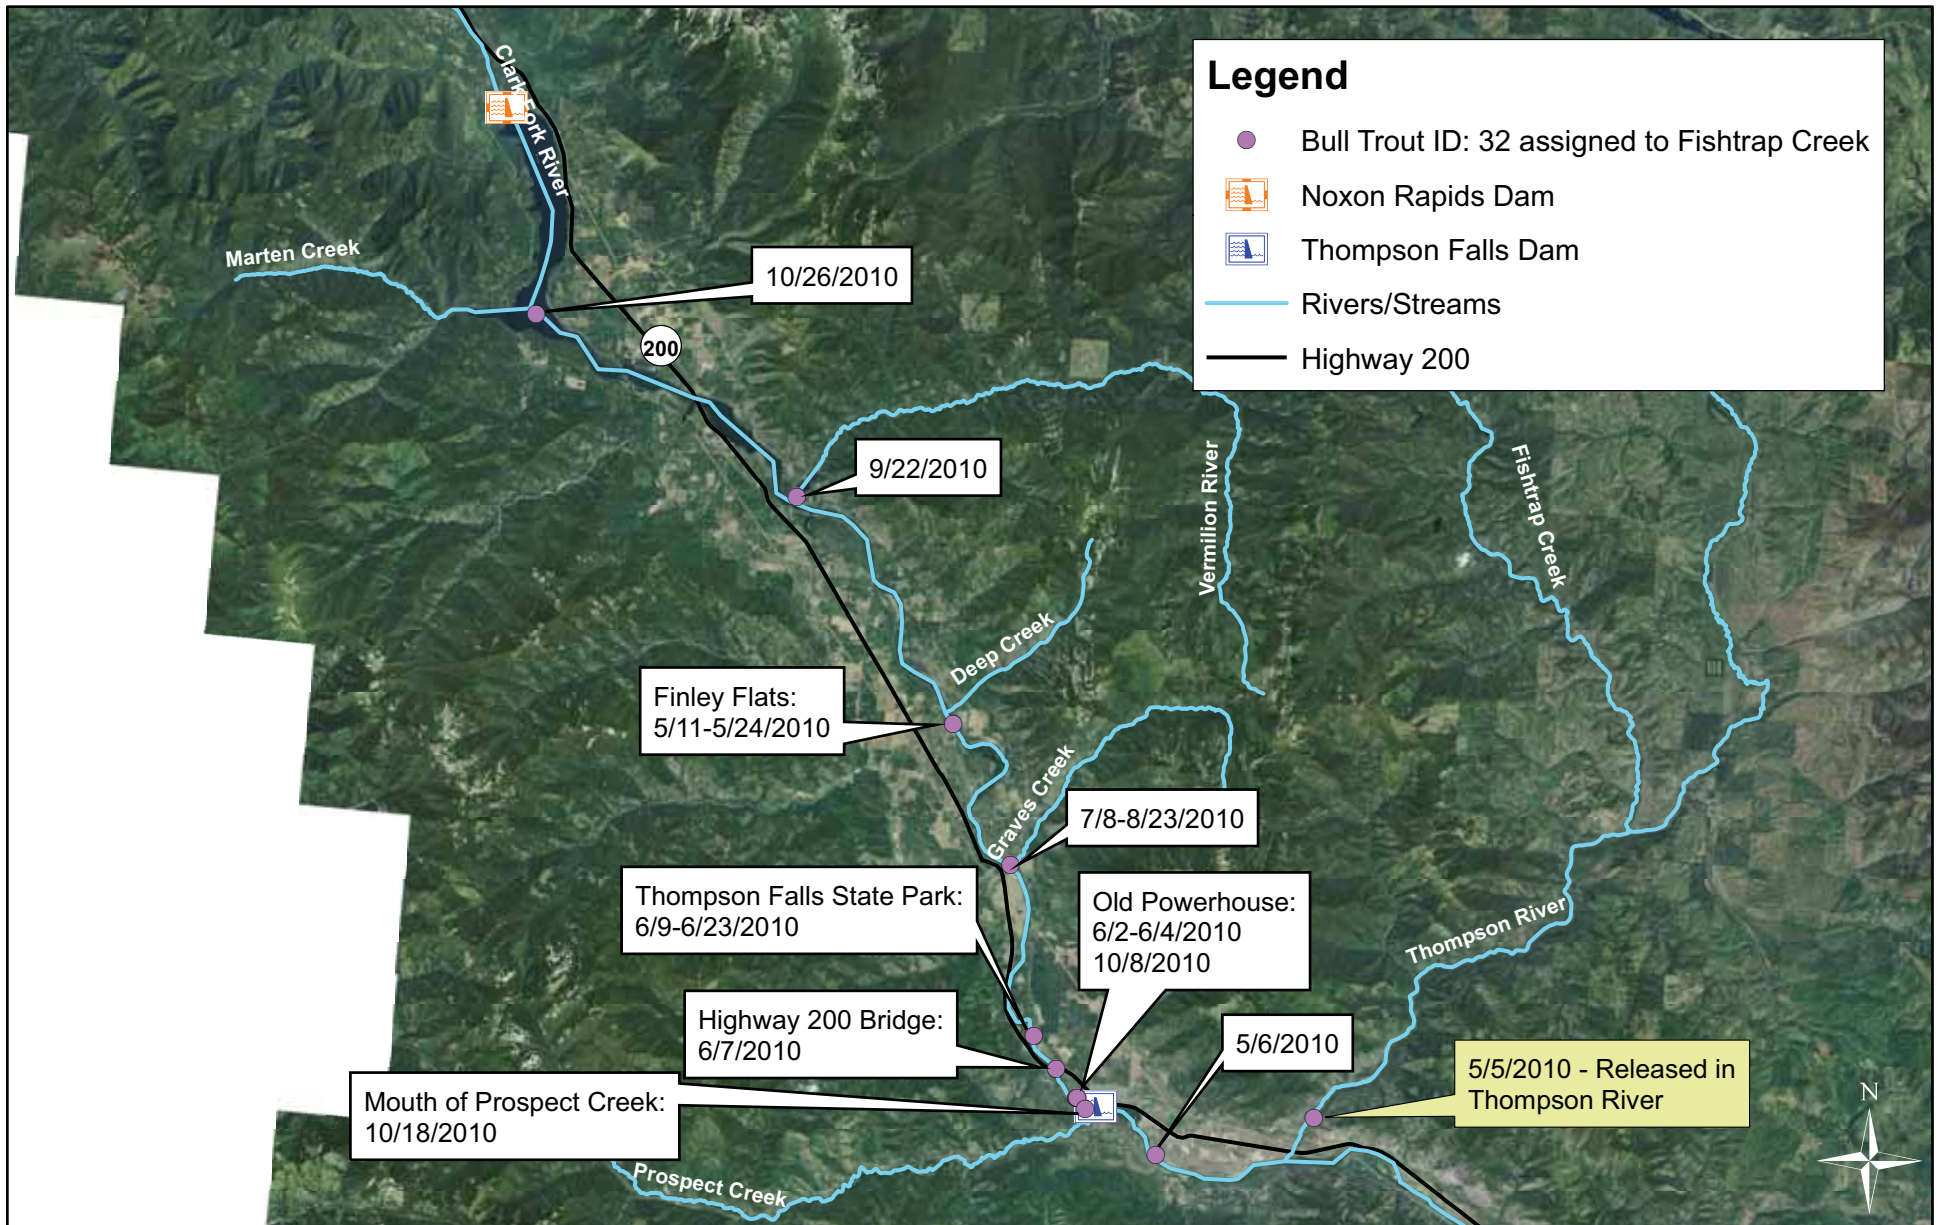 Clark Fork River
Legend
Bull Trout ID: 32 assigned to Fishtrap Creek
Noxon Rapids Dam
Thompson Falls Dam
Rivers/Streams
Highway 200
Marten Creek
10/26/2010
200
9/22/2010
Vermilion River
Fishtrap Creek
Deep Creek
Finley Flats:
5/11-5/24/2010
Graves Creek
7/8-8/23/2010
Thompson Falls State Park:
6/9-6/23/2010
Old Powerhouse:
6/2-6/4/2010
10/8/2010
Thompson River
Highway 200 Bridge:
6/7/2010
5/6/2010
5/5/2010 - Released in
Thompson River
Mouth of Prospect Creek:
10/18/2010
Prospect Creek
N